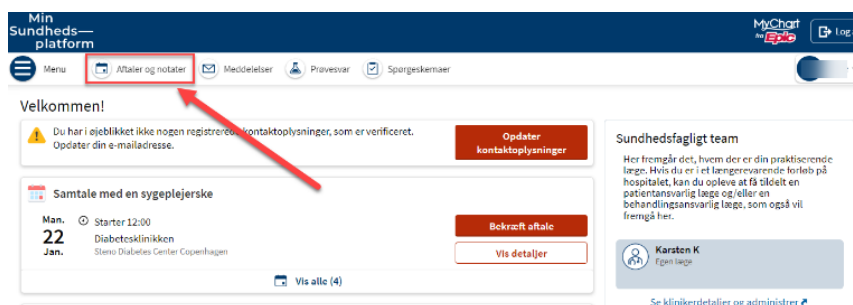 Min
Sundheds—
platform
MyChart
fra Epic
Log
Menu
Aftaler og notater
Meddelelser
Prøvesvar
Spørgeskemaer
Velkommen!
Du har i øjeblikket ikke nogen registrerede kontaktoplysninger, som er verificeret.
Opdater din e-mailadresse.
Opdater
kontaktoplysninger
Samtale med en sygeplejerske
Man.
22
Jan.
Starter 12:00
Diabetesklinikken
Steno Diabetes Center Copenhagen
Bekræft aftale
Vis detaljer
Vis alle (4)
Sundhedsfagligt team
Her fremgår det, hvem der er din praktiserende
læge. Hvis du er i et længerevarende forløb på
hospitalet, kan du opleve at få tildelt en
patientansvarlig læge og/eller en
behandlingsansvarlig læge, som også vil
fremgå her.
Karsten K
Egen læge
Se klinikerdetaljer og administrer